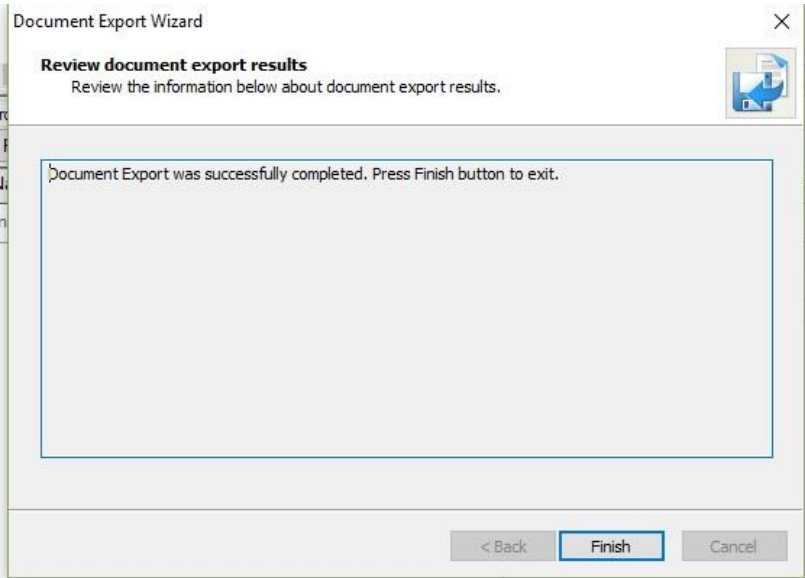 Document Export Wizard
Review document export results
Review the information below about document export results.
Document Export was successfully completed. Press Finish button to exit.
< Back
Finish
Cancel